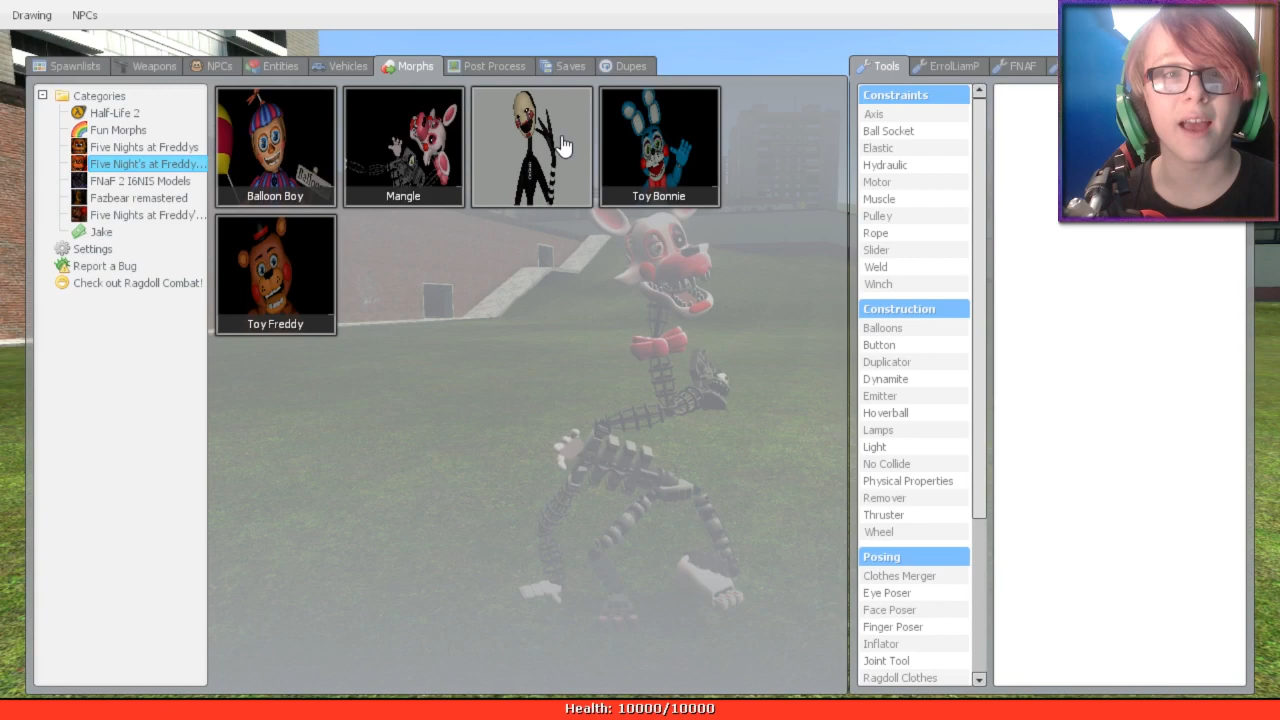 Drawing NPCs
Spawnlists Weapons NPCs Entities Vehicles Morphs Post Process Saves Dupes
Tools ErrolLiamP FNAF
Categories
Half-Life 2
Fun Morphs
Five Nights at Freddys
Five Night's at Freddy...
FNaF 2 I6NIS Models
Fazbear remastered
Five Nights at Freddy'...
Jake
Settings
Report a Bug
Check out Ragdoll Combat!
Balloon Boy
Balloon
Mangle
Toy Bonnie
Toy Freddy
Constraints
Axis
Ball Socket
Elastic
Hydraulic
Motor
Muscle
Pulley
Rope
Slider
Weld
Winch
Construction
Balloons
Button
Duplicator
Dynamite
Emitter
Hoverball
Lamps
Light
No Collide
Physical Properties
Remover
Thruster
Wheel
Posing
Clothes Merger
Eye Poser
Face Poser
Finger Poser
Inflator
Joint Tool
Ragdoll Clothes
Health: 10000/10000